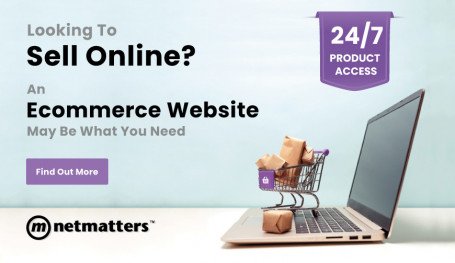 Looking To
Sell Online?
An
Ecommerce Website
May Be What You Need
Find Out More
netmatters™
24/7
PRODUCT
ACCESS